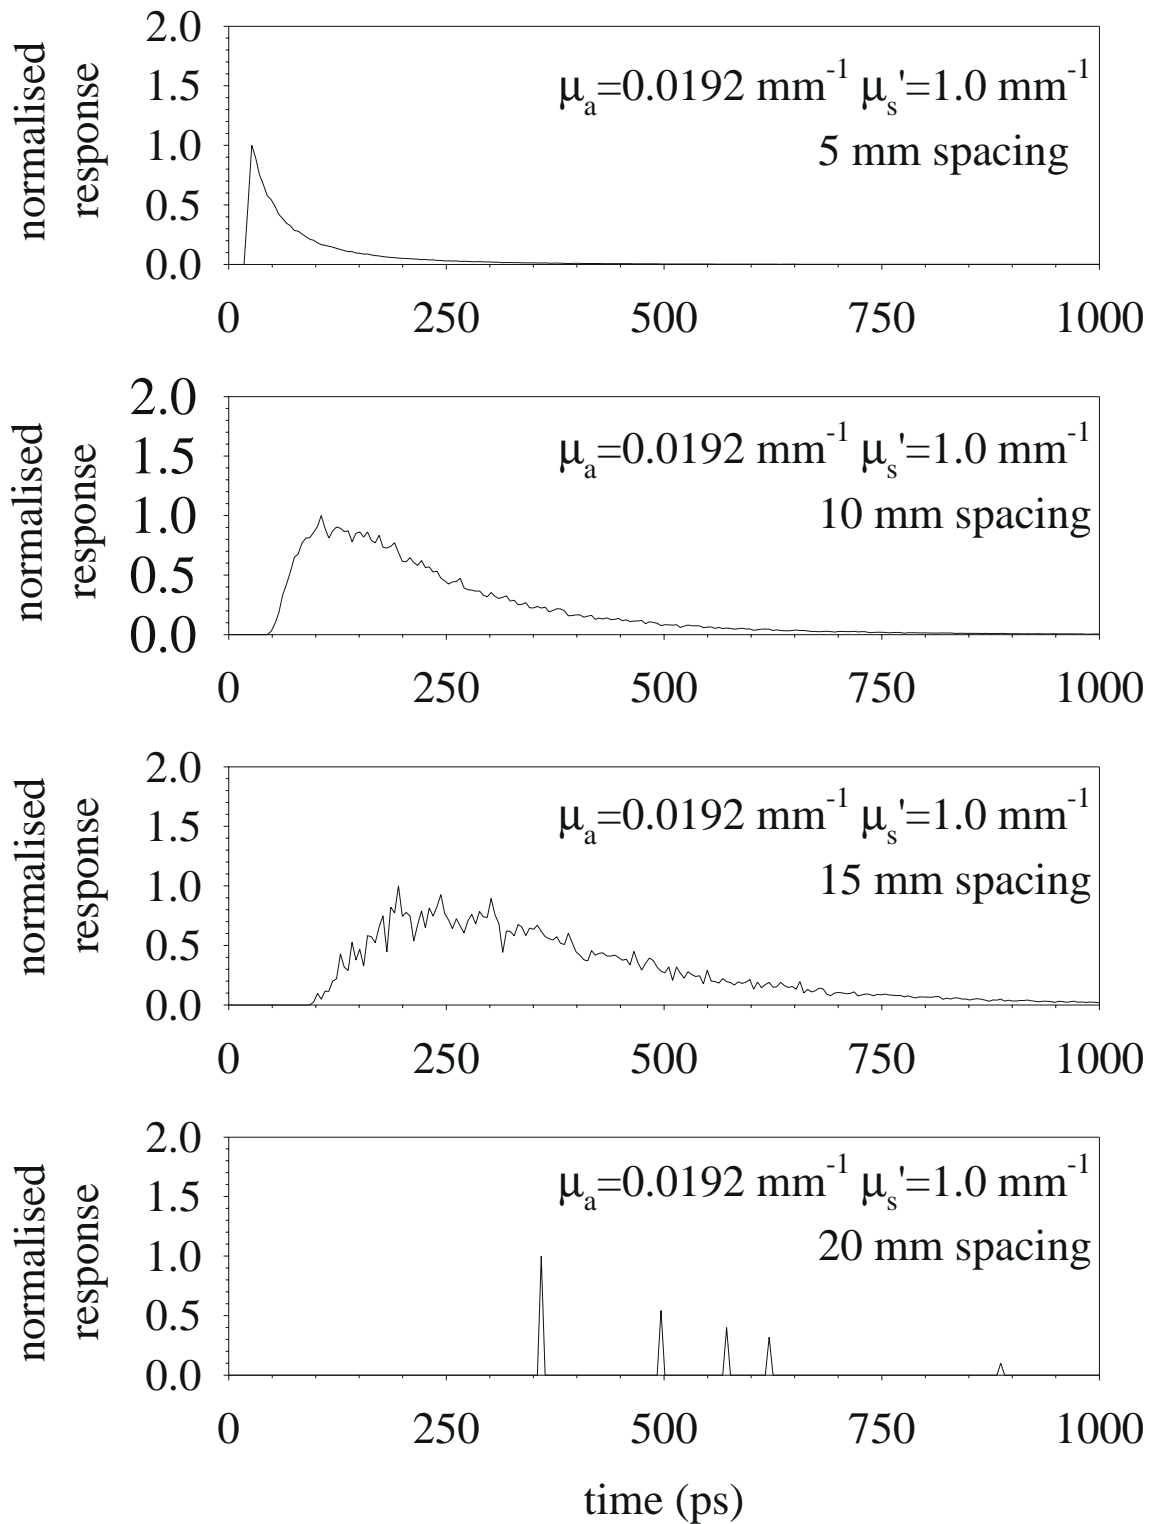 normalised
response
2.0
1.5
1.0
0.5
0.0
μa=0.0192 mm-1 μs'=1.0 mm-1
5 mm spacing
0 250 500 750 1000
normalised
response
2.0
1.5
1.0
0.5
0.0
μa=0.0192 mm-1 μs'=1.0 mm-1
10 mm spacing
0 250 500 750 1000
normalised
response
2.0
1.5
1.0
0.5
0.0
μa=0.0192 mm-1 μs'=1.0 mm-1
15 mm spacing
0 250 500 750 1000
normalised
response
2.0
1.5
1.0
0.5
0.0
μa=0.0192 mm-1 μs'=1.0 mm-1
20 mm spacing
0 250 500 750 1000
time (ps)